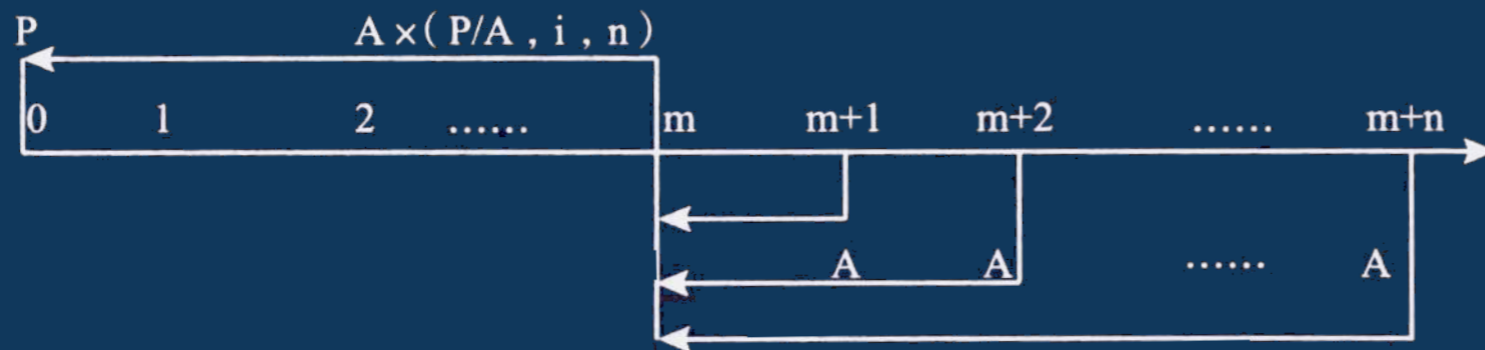 P A×( P/A , i , n )
0 1 2 …… m m+1 m+2 …… m+n
A A …… A